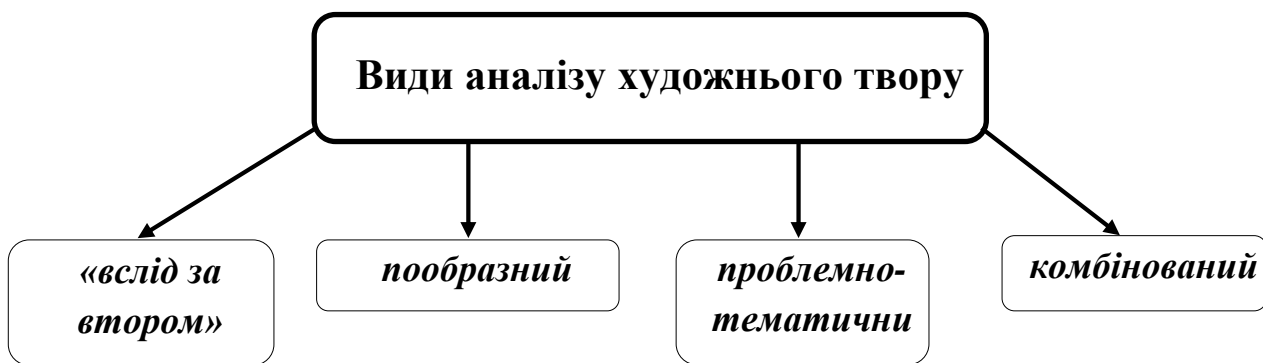 Види аналізу художнього твору
«вслід за
втором»
пообразний
проблемно-
тематични
комбінований